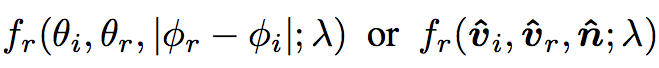 f_r(θ_i, θ_r, |ϕ_r − ϕ_i|; λ) or f_r(v̂_i, v̂_r, n̂; λ)